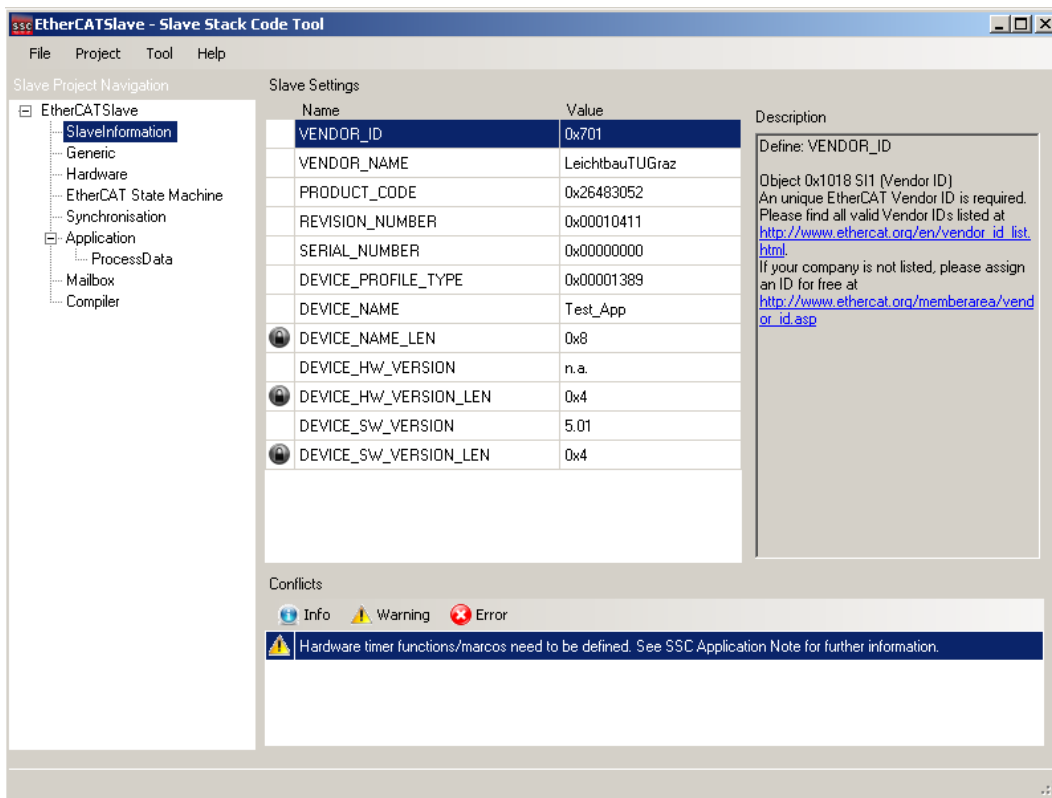 SSC EtherCATSlave - Slave Stack Code Tool
File Project Tool Help
Slave Project Navigation
EtherCATSlave
SlaveInformation
Generic
Hardware
EtherCAT State Machine
Synchronisation
Application
ProcessData
Mailbox
Compiler
Slave Settings
Name Value
VENDOR_ID 0x701
VENDOR_NAME LeichtbauTUGraz
PRODUCT_CODE 0x26483052
REVISION_NUMBER 0x00010411
SERIAL_NUMBER 0x00000000
DEVICE_PROFILE_TYPE 0x00001389
DEVICE_NAME Test_App
DEVICE_NAME_LEN 0x8
DEVICE_HW_VERSION n.a.
DEVICE_HW_VERSION_LEN 0x4
DEVICE_SW_VERSION 5.01
DEVICE_SW_VERSION_LEN 0x4
Description
Define: VENDOR_ID
Object 0x1018 SI1 (Vendor ID)
An unique EtherCAT Vendor ID is required.
Please find all valid Vendor IDs listed at
http://www.ethercat.org/en/vendor_id_list.
html.
If your company is not listed, please assign
an ID for free at
http://www.ethercat.org/memberarea/vend
or_id.asp
Conflicts
Info Warning Error
Hardware timer functions/marcos need to be defined. See SSC Application Note for further information.